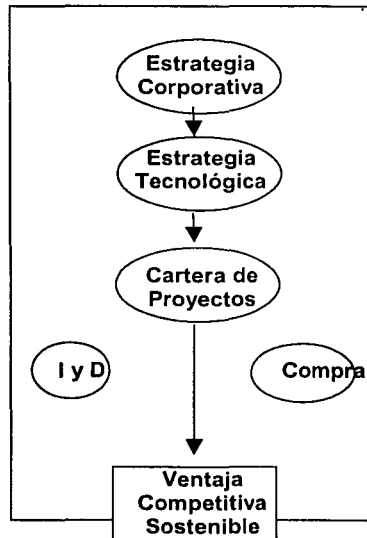 Estrategia
Corporativa
Estrategia
Tecnológica
Cartera de
Proyectos
I y D
Compra
Ventaja
Competitiva
Sostenible